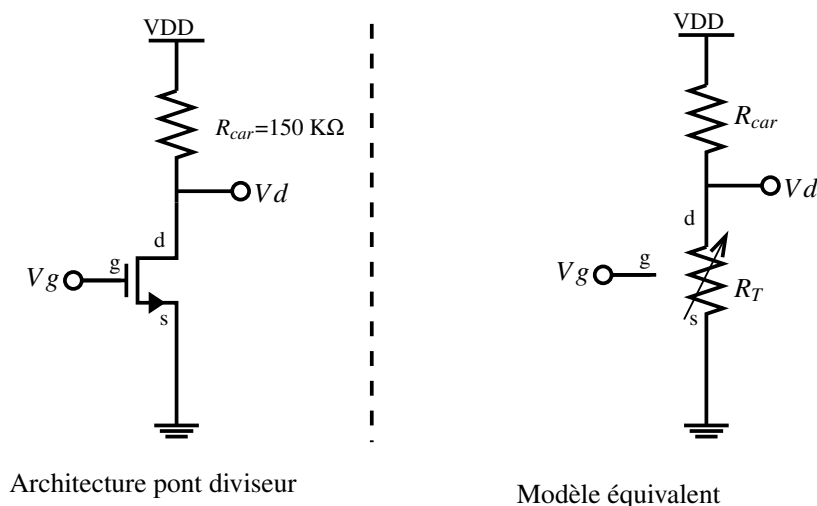 VDD
R_car=150 KΩ
Vd
d
Vg
g
s
Architecture pont diviseur
VDD
R_car
Vd
d
Vg
g
R_T
s
Modèle équivalent